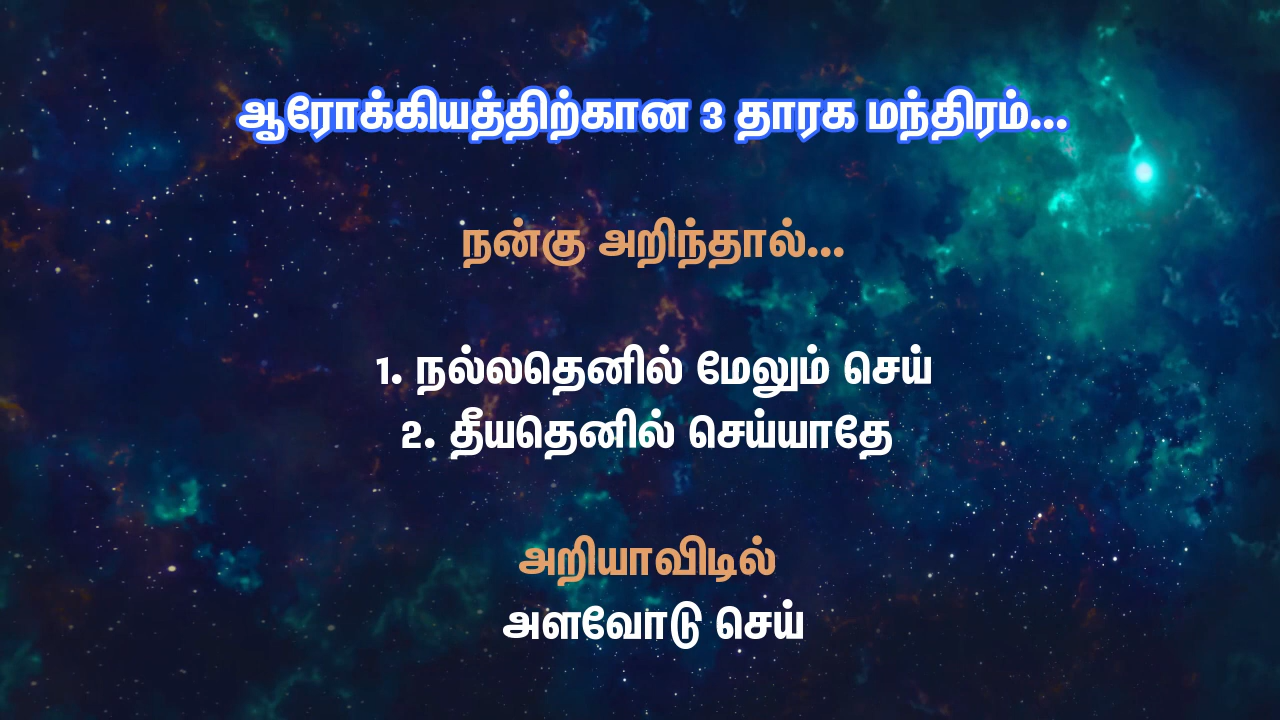 ஆரோக்கியத்திற்கான 3 தாரக மந்திரம்...
நன்கு அறிந்தால்...
1. நல்லதெனில் மேலும் செய்
2. தீயதெனில் செய்யாதே
அறியாவிடில்
அளவோடு செய்